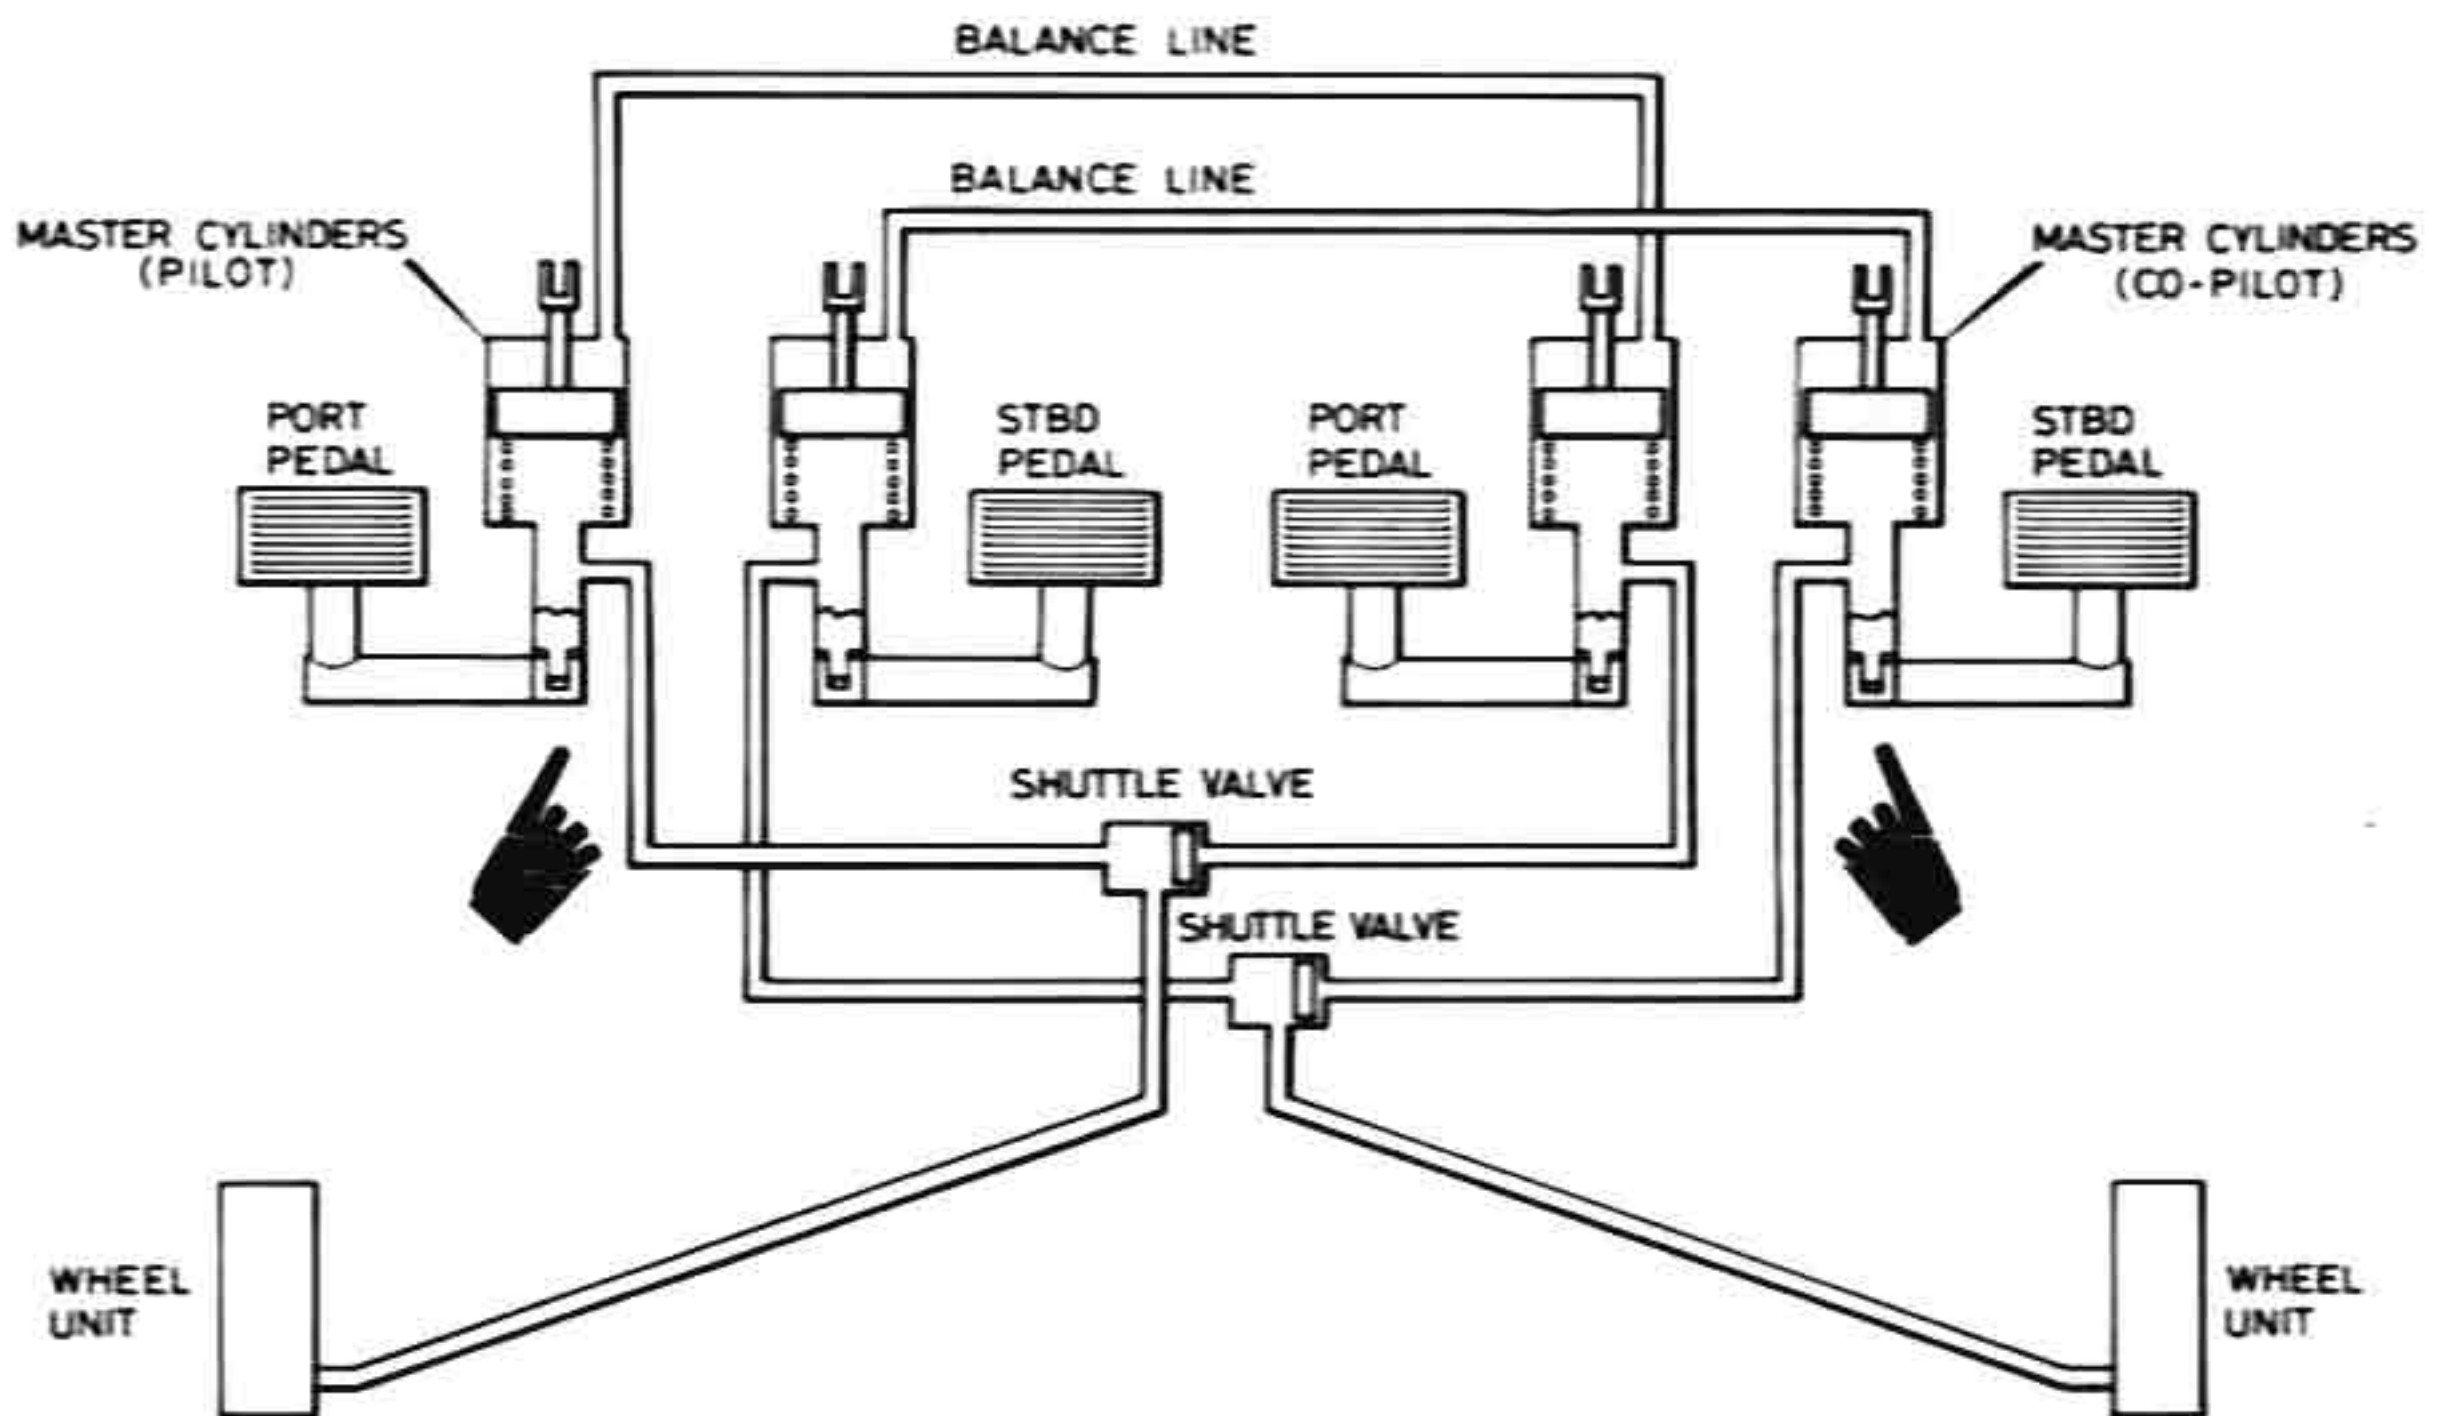 BALANCE LINE
BALANCE LINE
MASTER CYLINDERS
(PILOT)
MASTER CYLINDERS
(CO-PILOT)
PORT
PEDAL
STBD
PEDAL
PORT
PEDAL
STBD
PEDAL
SHUTTLE VALVE
SHUTTLE VALVE
WHEEL
UNIT
WHEEL
UNIT